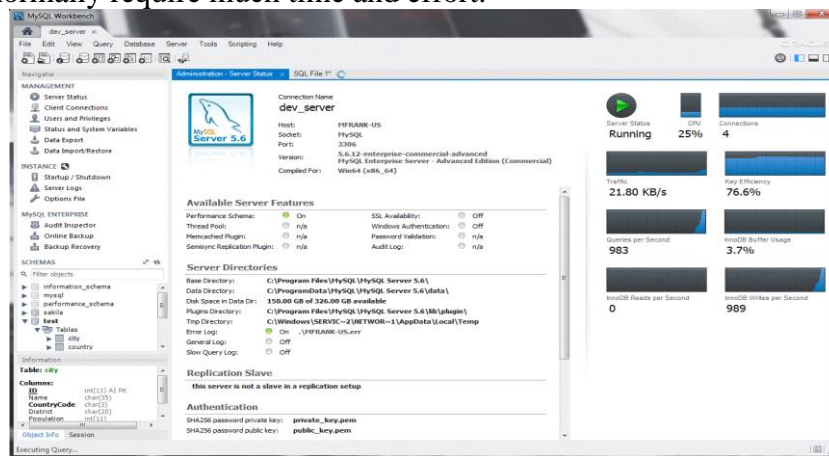 normally require much time and effort.
MySQL Workbench
dev_server ×
File Edit View Query Database Server Tools Scripting Help
Navigator
Administration - Server Status × SQL File 1*
MANAGEMENT
Server Status
Client Connections
Users and Privileges
Status and System Variables
Data Export
Data Import/Restore
INSTANCE
Startup / Shutdown
Server Logs
Options File
MySQL ENTERPRISE
Audit Inspector
Online Backup
Backup Recovery
SCHEMAS
Filter objects
information_schema
mysql
performance_schema
sakila
test
Tables
city
country
Information
Table: city
Columns:
ID int(11) AI PK
Name char(35)
CountryCode char(3)
District char(20)
Population int(11)
Object Info Session
Executing Query...
MySQL
Server 5.6
Connection Name
dev_server
Host: MFRANK-US
Socket: MySQL
Port: 3306
Version: 5.6.12-enterprise-commercial-advanced
MySQL Enterprise Server - Advanced Edition (Commercial)
Compiled For: Win64 (x86_64)
Available Server Features
Performance Schema: On SSL Availability: Off
Thread Pool: n/a Windows Authentication: Off
Memcached Plugin: n/a Password Validation: n/a
Semisync Replication Plugin: n/a Audit Log: n/a
Server Directories
Base Directory: C:\Program Files\MySQL\MySQL Server 5.6\
Data Directory: C:\ProgramData\MySQL\MySQL Server 5.6\data\
Disk Space in Data Dir: 150.00 GB of 326.00 GB available
Plugins Directory: C:\Program Files\MySQL\MySQL Server 5.6\lib\plugin\
Tmp Directory: C:\Windows\SERVIC~2\NETWOR~1\AppData\Local\Temp
Error Log: On .\MFRANK-US.err
General Log: Off
Slow Query Log: Off
Replication Slave
this server is not a slave in a replication setup
Authentication
SHA256 password private key: private_key.pem
SHA256 password public key: public_key.pem
Server Status CPU Connections
Running 25% 4
Traffic Key Efficiency
21.80 KB/s 76.6%
Queries per Second InnoDB Buffer Usage
983 3.7%
InnoDB Reads per Second InnoDB Writes per Second
0 989